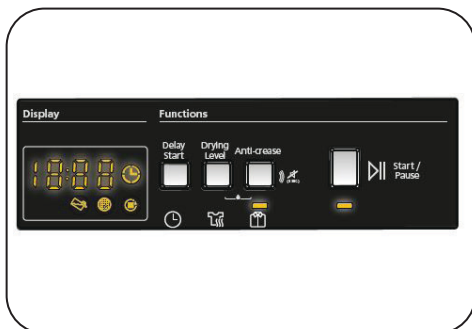 Display
Functions
Delay
Start
Drying
Level
Anti-crease
Start /
Pause
18:88